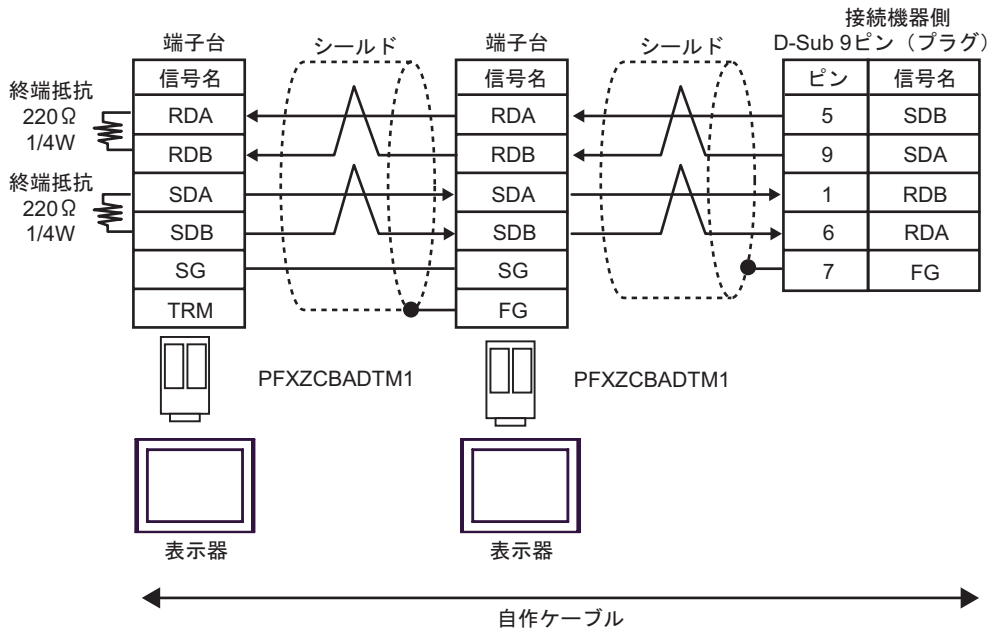 接続機器側
端子台
シールド
端子台
シールド
D-Sub 9ピン（プラグ）
終端抵抗
220Ω
1/4W
終端抵抗
220Ω
1/4W
信号名
RDA
RDB
SDA
SDB
SG
TRM
信号名
RDA
RDB
SDA
SDB
SG
FG
ピン 信号名
5 SDB
9 SDA
1 RDB
6 RDA
7 FG
PFXZCBADTM1
PFXZCBADTM1
表示器
表示器
自作ケーブル